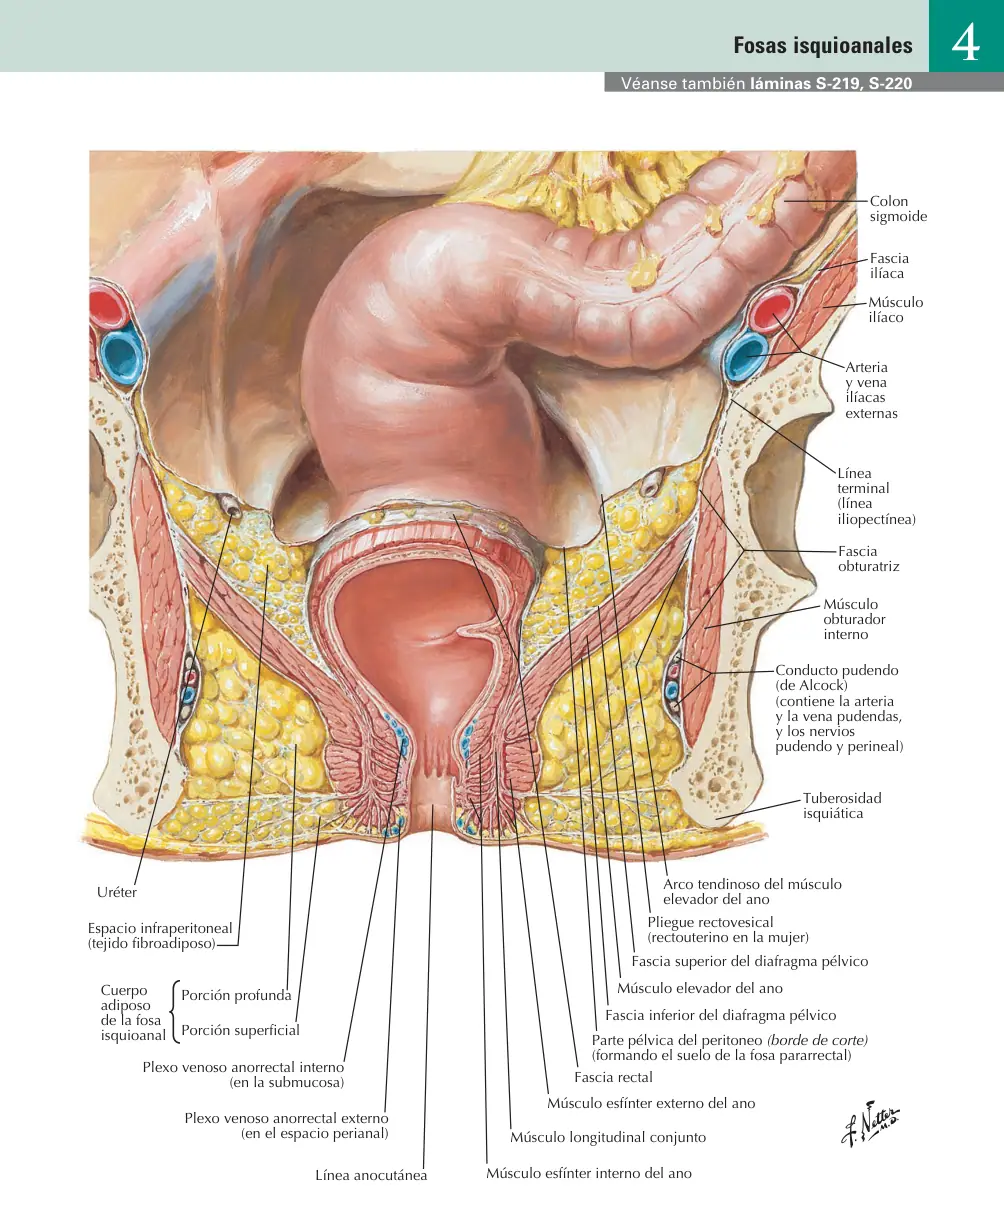 Fosas isquioanales
4
Véanse también láminas S-219, S-220
Colon
sigmoide
Fascia
ilíaca
Músculo
ilíaco
Arteria
y vena
ilíacas
externas
Línea
terminal
(línea
iliopectínea)
Fascia
obturatriz
Músculo
obturador
interno
Conducto pudendo
(de Alcock)
(contiene la arteria
y la vena pudendas,
y los nervios
pudendo y perineal)
Tuberosidad
isquiática
Arco tendinoso del músculo
elevador del ano
Pliegue rectovesical
(rectouterino en la mujer)
Fascia superior del diafragma pélvico
Músculo elevador del ano
Fascia inferior del diafragma pélvico
Parte pélvica del peritoneo (borde de corte)
(formando el suelo de la fosa pararrectal)
Fascia rectal
Músculo esfínter externo del ano
Músculo longitudinal conjunto
Músculo esfínter interno del ano
Uréter
Espacio infraperitoneal
(tejido fibroadiposo)
Cuerpo
adiposo
de la fosa
isquioanal
Porción profunda
Porción superficial
Plexo venoso anorrectal interno
(en la submucosa)
Plexo venoso anorrectal externo
(en el espacio perianal)
Línea anocutánea
F. Netter
M.D.